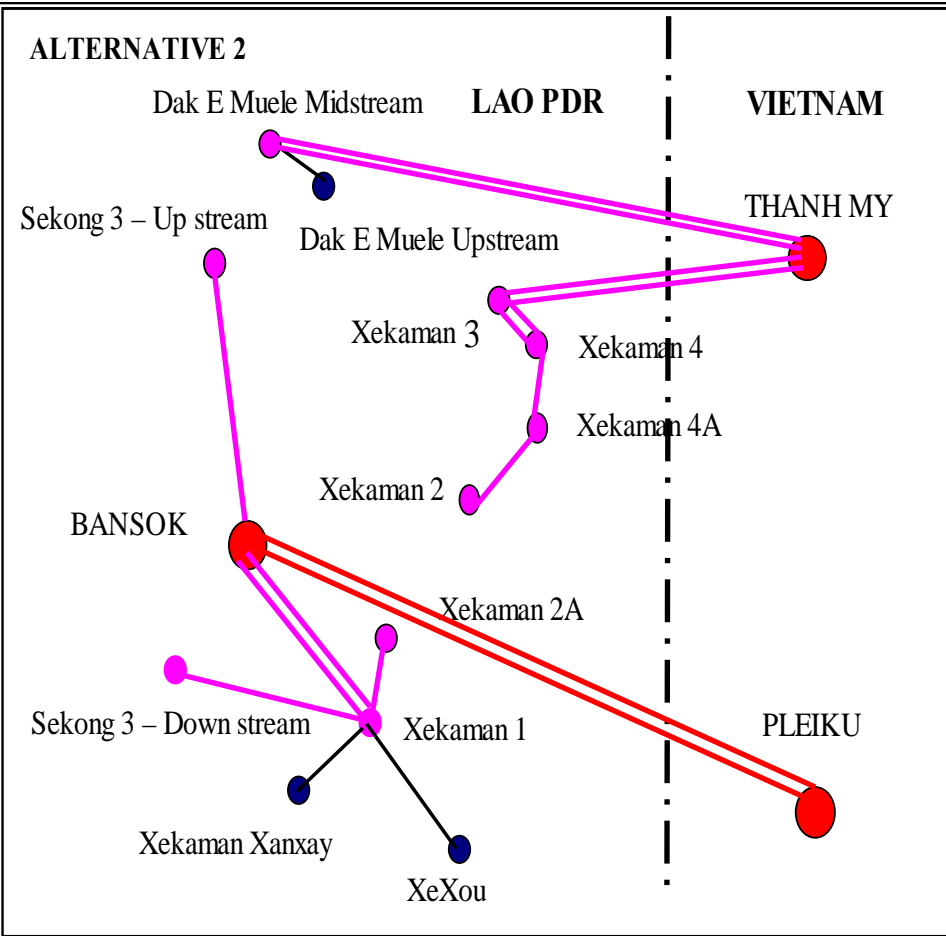 ALTERNATIVE 2
Dak E Muele Midstream
LAO PDR
VIETNAM
THANH MY
Sekong 3 – Up stream
Dak E Muele Upstream
Xekaman 3
Xekaman 4
Xekaman 4A
Xekaman 2
BANSOK
Xekaman 2A
Sekong 3 – Down stream
Xekaman 1
PLEIKU
Xekaman Xanxay
XeXou